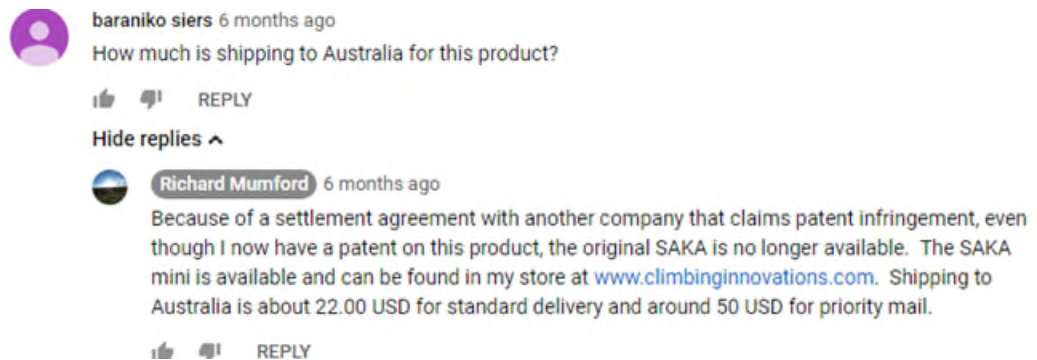 baraniko siers 6 months ago
How much is shipping to Australia for this product?
REPLY
Hide replies
Richard Mumford 6 months ago
Because of a settlement agreement with another company that claims patent infringement, even
though I now have a patent on this product, the original SAKA is no longer available.  The SAKA
mini is available and can be found in my store at www.climbinginnovations.com.  Shipping to
Australia is about 22.00 USD for standard delivery and around 50 USD for priority mail.
REPLY